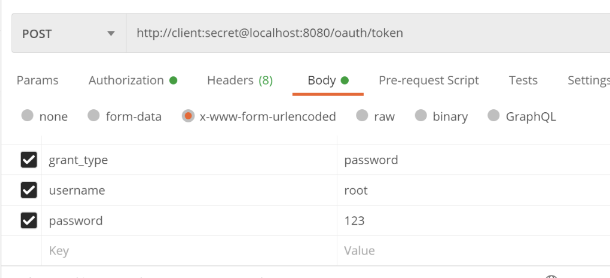 POST http://client:secret@localhost:8080/oauth/token
Params Authorization Headers (8) Body Pre-request Script Tests Settings
none form-data x-www-form-urlencoded raw binary GraphQL
grant_type password
username root
password 123
Key Value